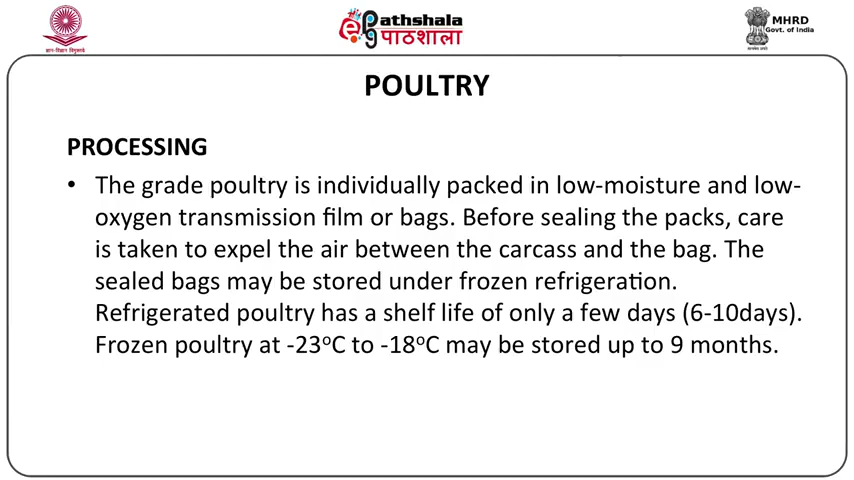 ज्ञान-विज्ञान विमुक्तये
ePathshala
पाठशाला
MHRD
Govt. of India
POULTRY
PROCESSING
• The grade poultry is individually packed in low-moisture and low-
oxygen transmission film or bags. Before sealing the packs, care
is taken to expel the air between the carcass and the bag. The
sealed bags may be stored under frozen refrigeration.
Refrigerated poultry has a shelf life of only a few days (6-10days).
Frozen poultry at -23°C to -18°C may be stored up to 9 months.